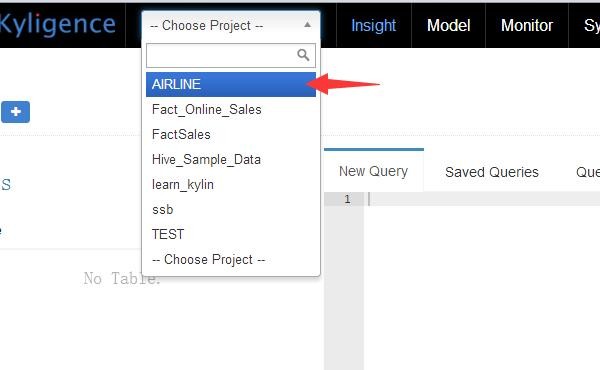 Kyligence
-- Choose Project --
Insight
Model
Monitor
Sy
AIRLINE
Fact_Online_Sales
FactSales
Hive_Sample_Data
learn_kylin
ssb
TEST
-- Choose Project --
s
e
No Table.
New Query
Saved Queries
Que
1